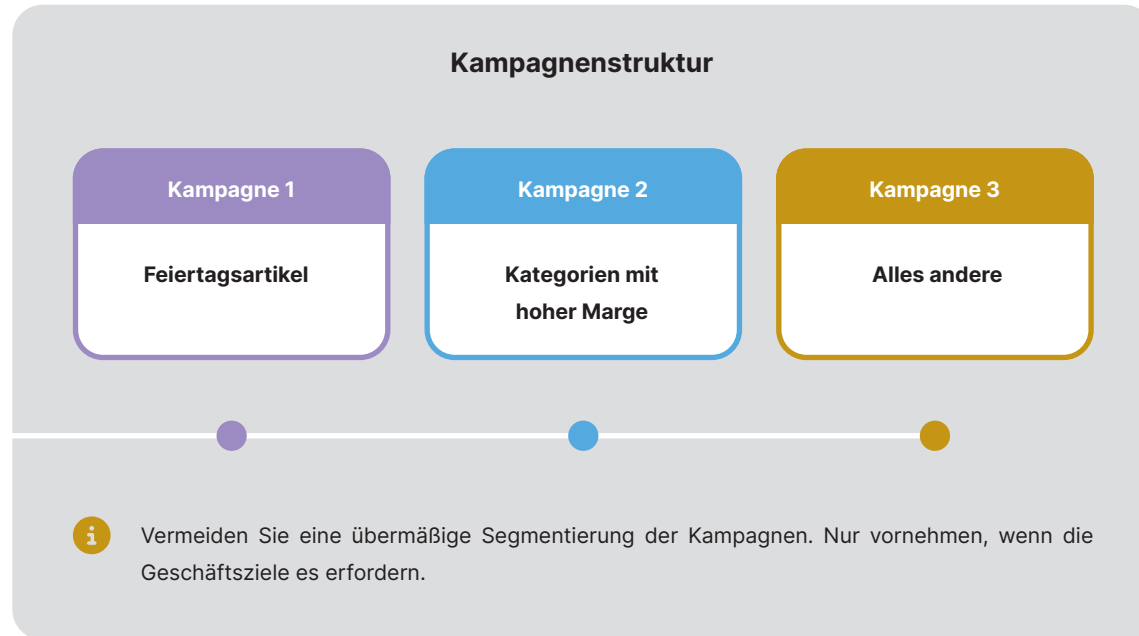 Kampagnenstruktur
Kampagne 1
Feiertagsartikel
Kampagne 2
Kategorien mit
hoher Marge
Kampagne 3
Alles andere
Vermeiden Sie eine übermäßige Segmentierung der Kampagnen. Nur vornehmen, wenn die
Geschäftsziele es erfordern.